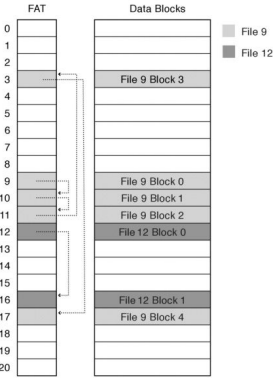 FAT Data Blocks
0
1
2
3 File 9 Block 3
4
5
6
7
8
9 File 9 Block 0
10 File 9 Block 1
11 File 9 Block 2
12 File 12 Block 0
13
14
15
16 File 12 Block 1
17 File 9 Block 4
18
19
20
File 9
File 12